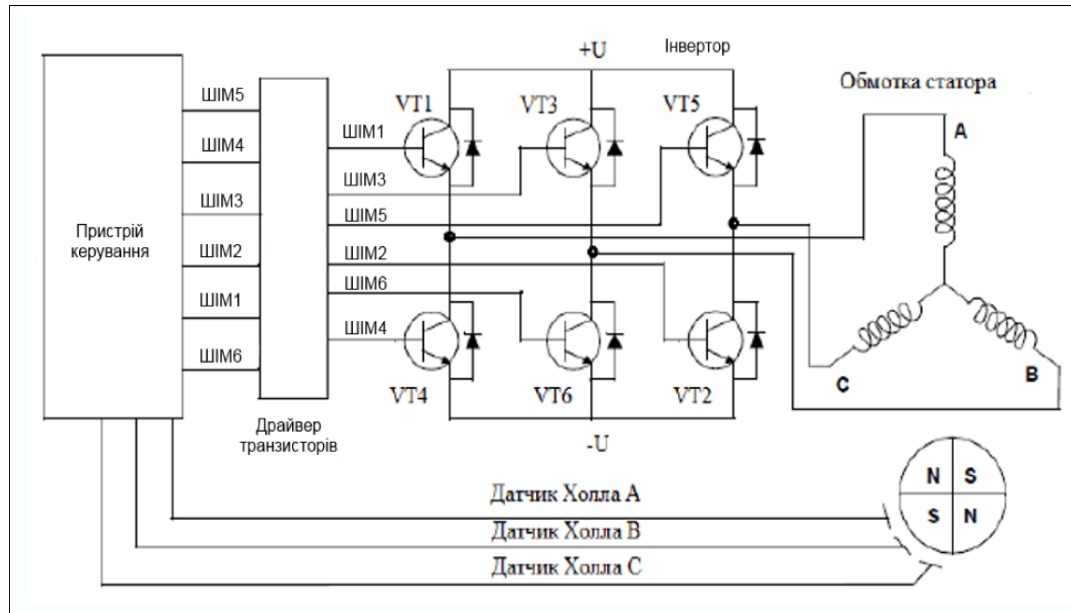 Пристрій
керування
ШІМ5
ШІМ4
ШІМ3
ШІМ2
ШІМ1
ШІМ6
Драйвер
транзисторів
ШІМ1
ШІМ3
ШІМ5
ШІМ2
ШІМ6
ШІМ4
+U
Інвертор
VT1
VT3
VT5
VT4
VT6
VT2
-U
Обмотка статора
A
C
B
Датчик Холла А
Датчик Холла В
Датчик Холла С
N S
S N